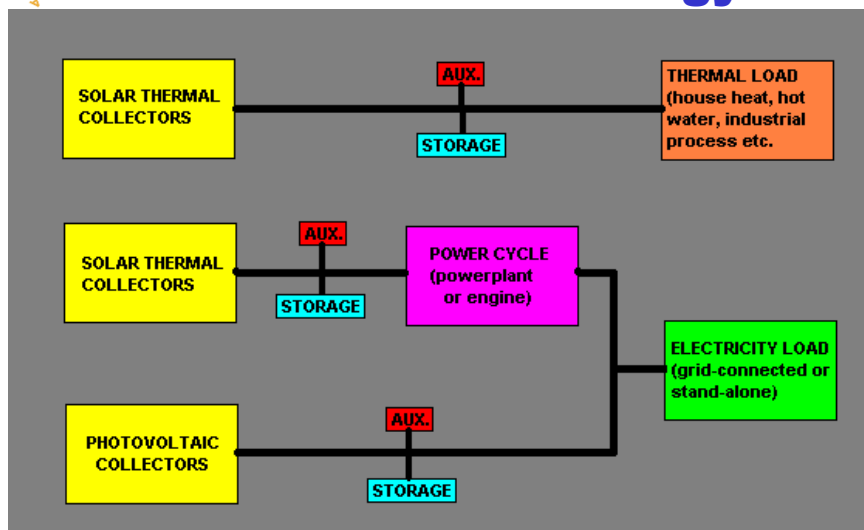 AUX.
SOLAR THERMAL
COLLECTORS
STORAGE
THERMAL LOAD
(house heat, hot
water, industrial
process etc.
AUX.
SOLAR THERMAL
COLLECTORS
STORAGE
POWER CYCLE
(powerplant
or engine)
ELECTRICITY LOAD
(grid-connected or
stand-alone)
AUX.
PHOTOVOLTAIC
COLLECTORS
STORAGE